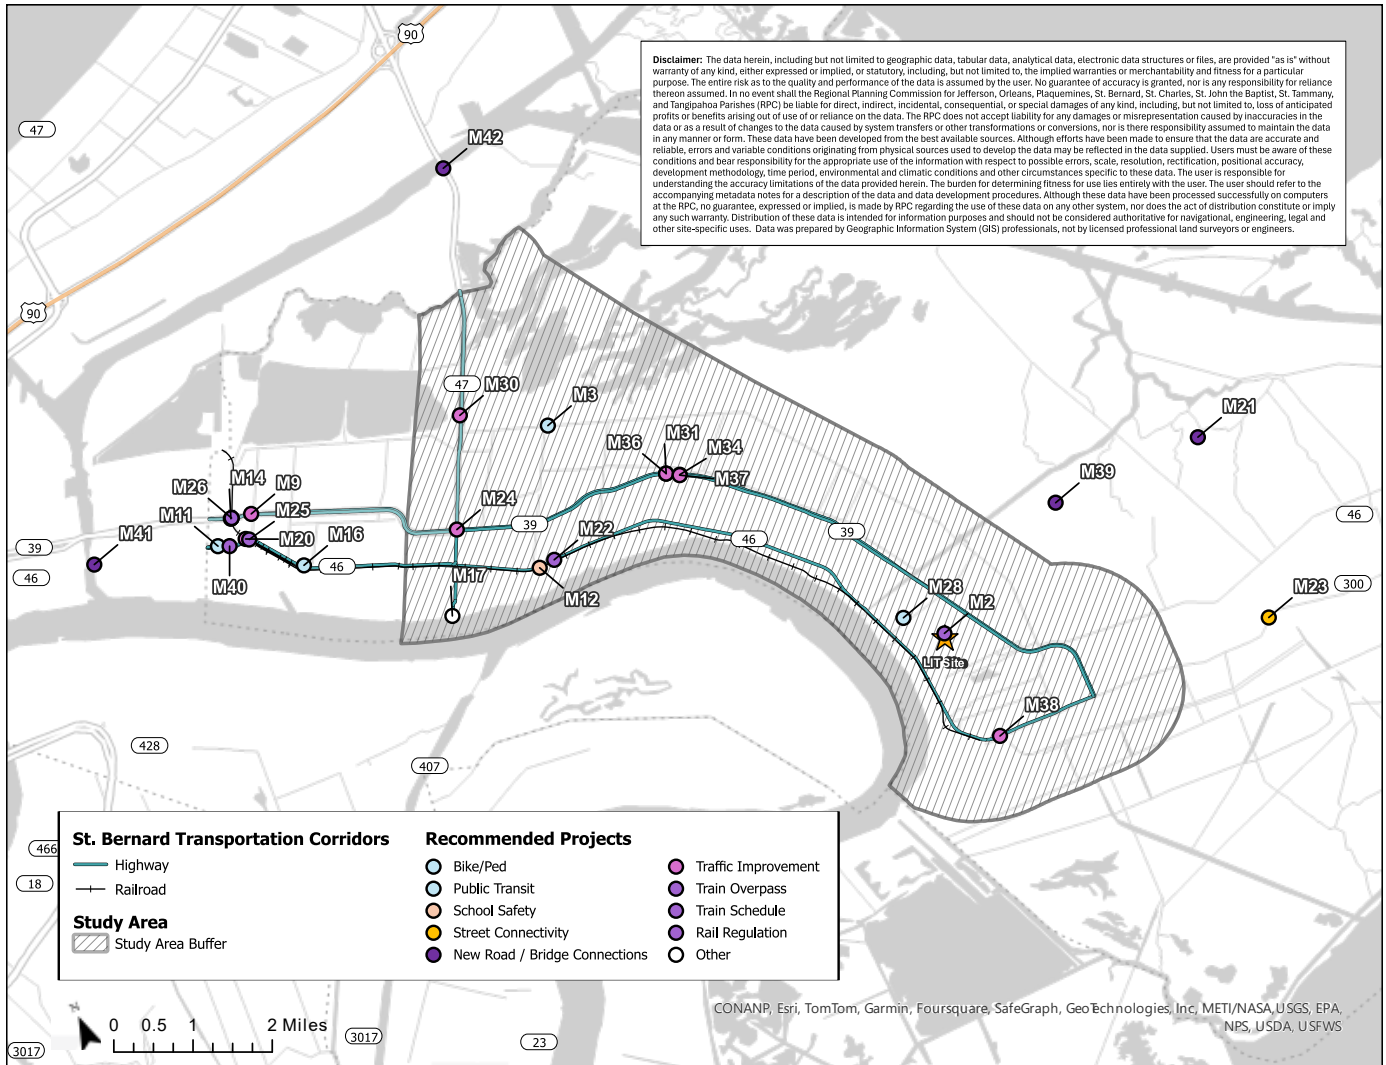 Disclaimer: The data herein, including but not limited to geographic data, tabular data, analytical data, electronic data structures or files, are provided "as is" without
warranty of any kind, either expressed or implied, or statutory, including, but not limited to, the implied warranties or merchantability and fitness for a particular
purpose. The entire risk as to the quality and performance of the data is assumed by the user. No guarantee of accuracy is granted, nor is any responsibility for reliance
thereon assumed. In no event shall the Regional Planning Commission for Jefferson, Orleans, Plaquemines, St. Bernard, St. Charles, St. John the Baptist, St. Tammany,
and Tangipahoa Parishes (RPC) be liable for direct, indirect, incidental, consequential, or special damages of any kind, including, but not limited to, loss of anticipated
profits or benefits arising out of use of or reliance on the data. The RPC does not accept liability for any damages or misrepresentation caused by inaccuracies in the
data or as a result of changes to the data caused by system transfers or other transformations or conversions, nor is there responsibility assumed to maintain the data
in any manner or form. These data have been developed from the best available sources. Although efforts have been made to ensure that the data are accurate and
reliable, errors and variable conditions originating from physical sources used to develop the data may be reflected in the data supplied. Users must be aware of these
conditions and bear responsibility for the appropriate use of the information with respect to possible errors, scale, resolution, rectification, positional accuracy,
development methodology, time period, environmental and climatic conditions and other circumstances specific to these data. The user is responsible for
understanding the accuracy limitations of the data provided herein. The burden for determining fitness for use lies entirely with the user. The user should refer to the
accompanying metadata notes for a description of the data and data development procedures. Although these data have been processed successfully on computers
at the RPC, no guarantee, expressed or implied, is made by RPC regarding the use of these data on any other system, nor does the act of distribution constitute or imply
any such warranty. Distribution of these data is intended for information purposes and should not be considered authoritative for navigational, engineering, legal and
other site-specific uses. Data was prepared by Geographic Information System (GIS) professionals, not by licensed professional land surveyors or engineers.
90
47
M42
90
47
M30
M3
M21
M36
M31
M34
M37
M39
M26
M14
M9
M11
M25
M41
M20
M16
M40
M24
39
M22
46
39
46
39
46
46
M17
M12
M28
M2
M23
300
LIT Site
M38
428
407
466
18
St. Bernard Transportation Corridors
Highway
Railroad
Study Area
Study Area Buffer
Recommended Projects
Bike/Ped
Public Transit
School Safety
Street Connectivity
New Road / Bridge Connections
Traffic Improvement
Train Overpass
Train Schedule
Rail Regulation
Other
N
0 0.5 1 2 Miles
3017
3017
23
CONANP, Esri, TomTom, Garmin, Foursquare, SafeGraph, GeoTechnologies, Inc, METI/NASA, USGS, EPA,
NPS, USDA, USFWS